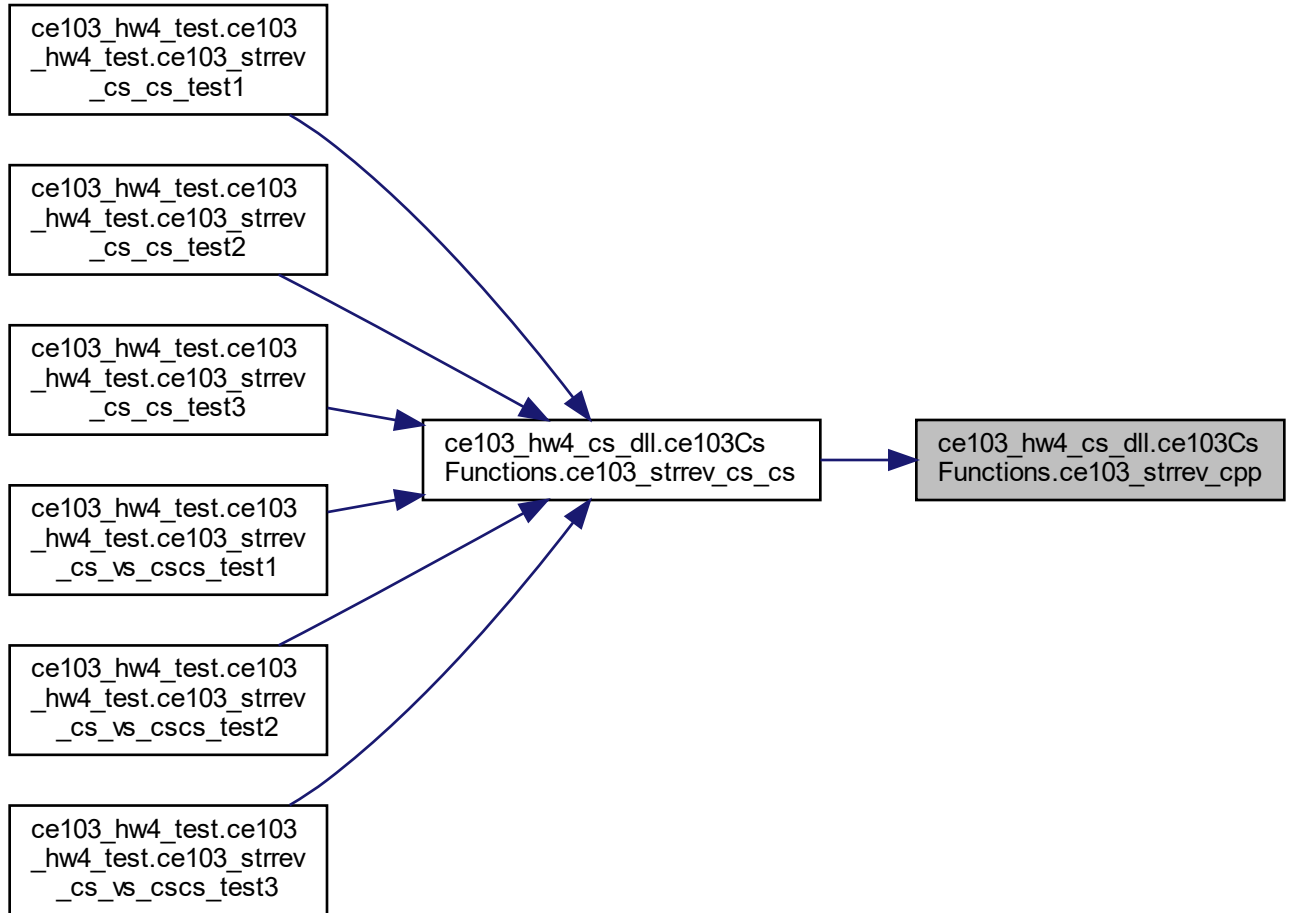 ce103_hw4_test.ce103
_hw4_test.ce103_strrev
_cs_cs_test1
ce103_hw4_test.ce103
_hw4_test.ce103_strrev
_cs_cs_test2
ce103_hw4_test.ce103
_hw4_test.ce103_strrev
_cs_cs_test3
ce103_hw4_test.ce103
_hw4_test.ce103_strrev
_cs_vs_cscs_test1
ce103_hw4_test.ce103
_hw4_test.ce103_strrev
_cs_vs_cscs_test2
ce103_hw4_test.ce103
_hw4_test.ce103_strrev
_cs_vs_cscs_test3
ce103_hw4_cs_dll.ce103Cs
Functions.ce103_strrev_cs_cs
ce103_hw4_cs_dll.ce103Cs
Functions.ce103_strrev_cpp